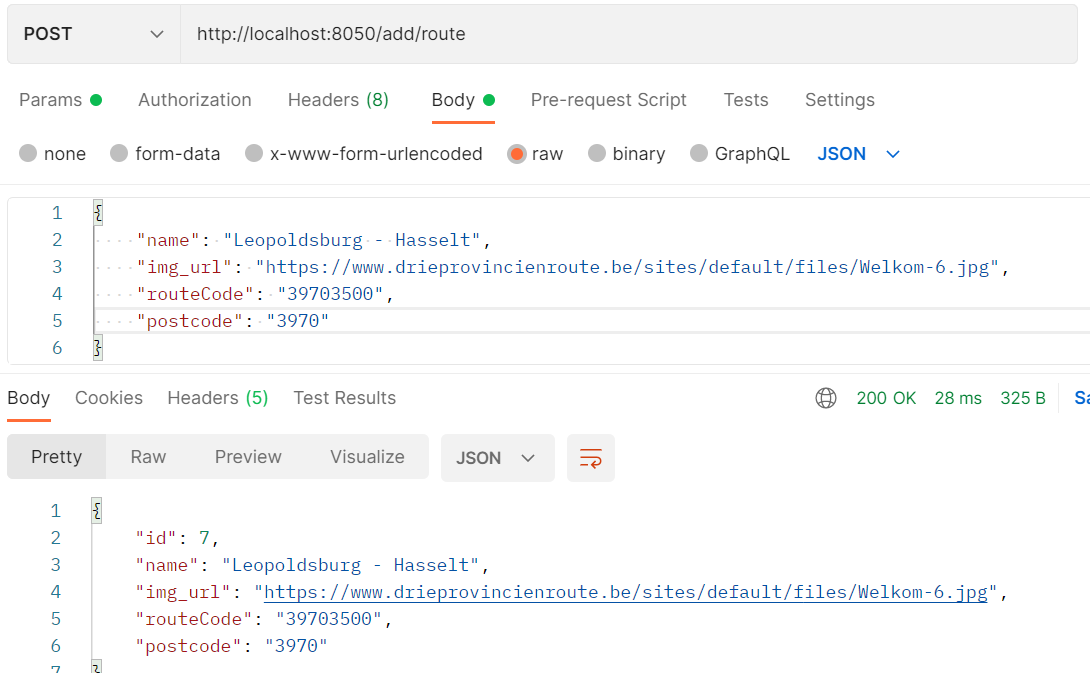 POST http://localhost:8050/add/route
Params Authorization Headers (8) Body Pre-request Script Tests Settings
none form-data x-www-form-urlencoded raw binary GraphQL JSON
1 {
2 "name": "Leopoldsburg - Hasselt",
3 "img_url": "https://www.drieprovincienroute.be/sites/default/files/Welkom-6.jpg",
4 "routeCode": "39703500",
5 "postcode": "3970"
6 }
Body Cookies Headers (5) Test Results 200 OK 28 ms 325 B
Pretty Raw Preview Visualize JSON
1 {
2 "id": 7,
3 "name": "Leopoldsburg - Hasselt",
4 "img_url": "https://www.drieprovincienroute.be/sites/default/files/Welkom-6.jpg",
5 "routeCode": "39703500",
6 "postcode": "3970"
7 }